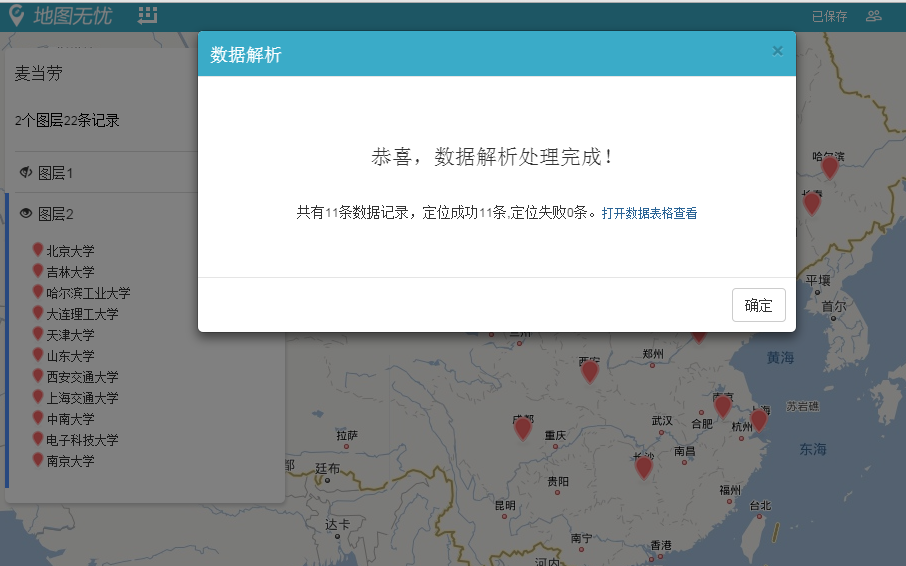 地图无忧
已保存
数据解析
×
麦当劳
2个图层22条记录
图层1
图层2
北京大学
吉林大学
哈尔滨工业大学
大连理工大学
天津大学
山东大学
西安交通大学
上海交通大学
中南大学
电子科技大学
南京大学
恭喜，数据解析处理完成！
共有11条数据记录，定位成功11条,定位失败0条。打开数据表格查看
确定
平壤
首尔
郑州
黄海
苏岩礁
武汉
合肥
杭州
东海
拉萨
重庆
南昌
廷布
贵阳
福州
昆明
台北
达卡
南宁
香港
河内